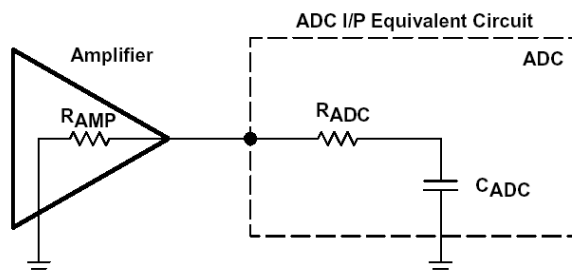 ADC I/P Equivalent Circuit
Amplifier
ADC
RAMP
RADC
CADC